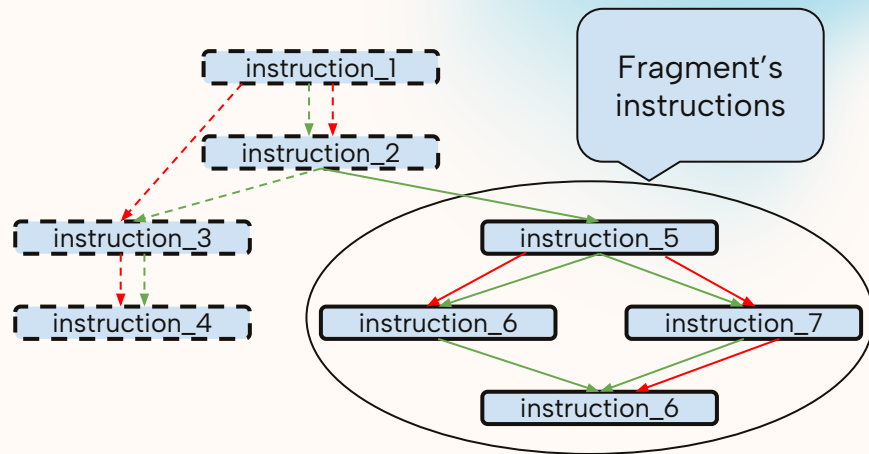 instruction_1
Fragment's
instructions
instruction_2
instruction_3
instruction_5
instruction_4
instruction_6
instruction_7
instruction_6